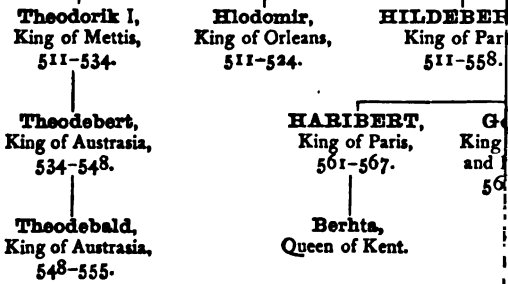 Theodorik I,
King of Mettis,
511-534.
Hlodomir,
King of Orleans,
511-524.
King of
511-558.
Theodebert,
King of Austrasia,
534-548.
HARIBERT,
King of Paris,
561-567.
King
and
Theodebald,
King of Austrasia,
548-555.
Berhta,
Queen of Kent.